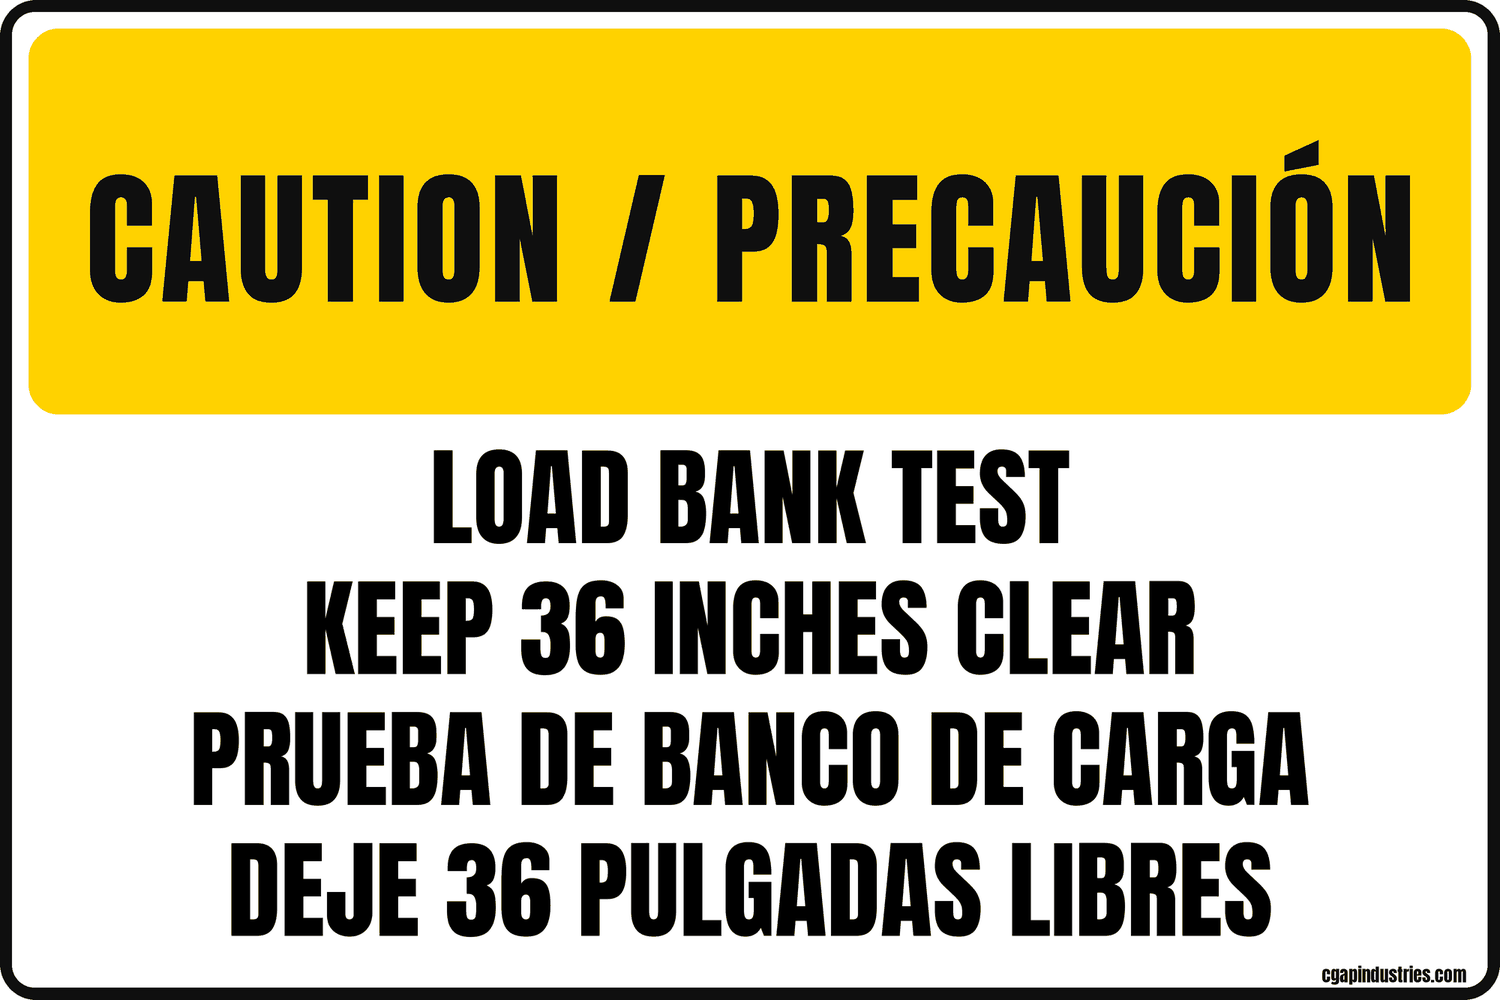 CAUTION / PRECAUCIÓN
LOAD BANK TEST
KEEP 36 INCHES CLEAR
PRUEBA DE BANCO DE CARGA
DEJE 36 PULGADAS LIBRES
cgapindustries.com